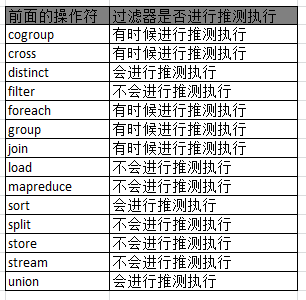 前面的操作符 过滤器是否进行推测执行
cogroup 有时候进行推测执行
cross 有时候进行推测执行
distinct 会进行推测执行
filter 不会进行推测执行
foreach 有时候进行推测执行
group 有时候进行推测执行
join 有时候进行推测执行
load 不会进行推测执行
mapreduce 不会进行推测执行
sort 会进行推测执行
split 不会进行推测执行
store 不会进行推测执行
stream 不会进行推测执行
union 会进行推测执行